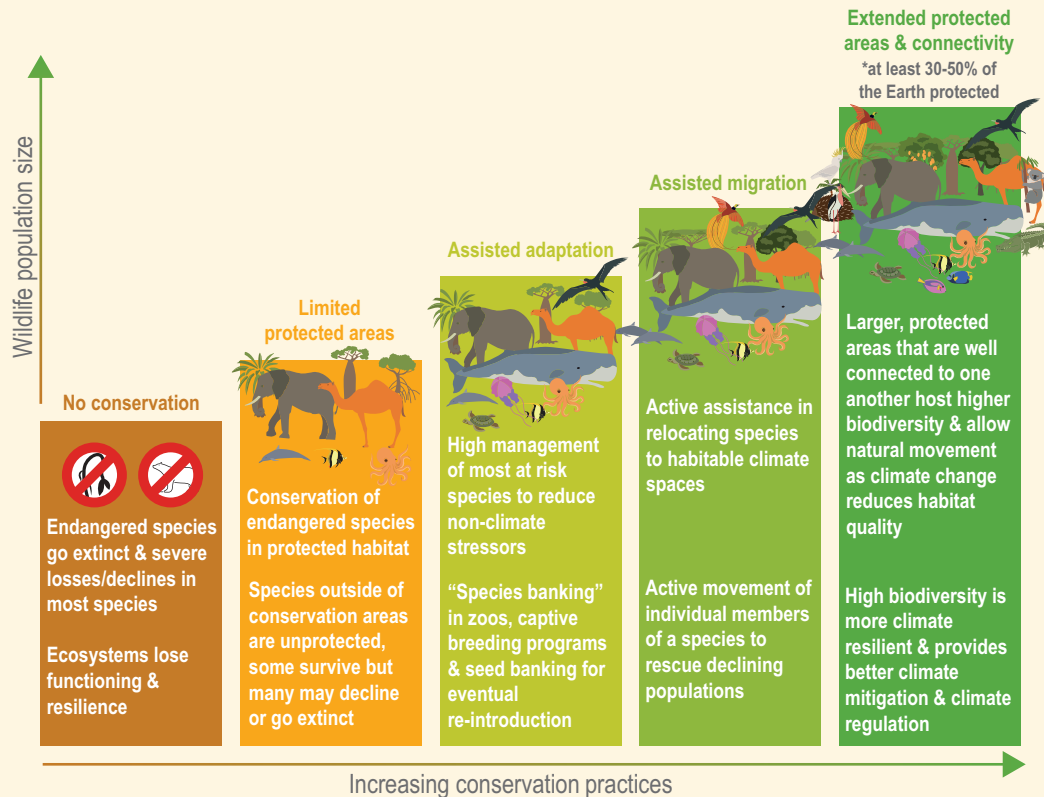 Wildlife population size
No conservation
Endangered species
go extinct & severe
losses/declines in
most species
Ecosystems lose
functioning &
resilience
Limited
protected areas
Conservation of
endangered species
in protected habitat
Species outside of
conservation areas
are unprotected,
some survive but
many may decline
or go extinct
Assisted adaptation
High management
of most at risk
species to reduce
non-climate
stressors
“Species banking”
in zoos, captive
breeding programs
& seed banking for
eventual
re-introduction
Assisted migration
Active assistance in
relocating species
to habitable climate
spaces
Active movement of
individual members
of a species to
rescue declining
populations
Extended protected
areas & connectivity
*at least 30-50% of
the Earth protected
Larger, protected
areas that are well
connected to one
another host higher
biodiversity & allow
natural movement
as climate change
reduces habitat
quality
High biodiversity is
more climate
resilient & provides
better climate
mitigation & climate
regulation
Increasing conservation practices